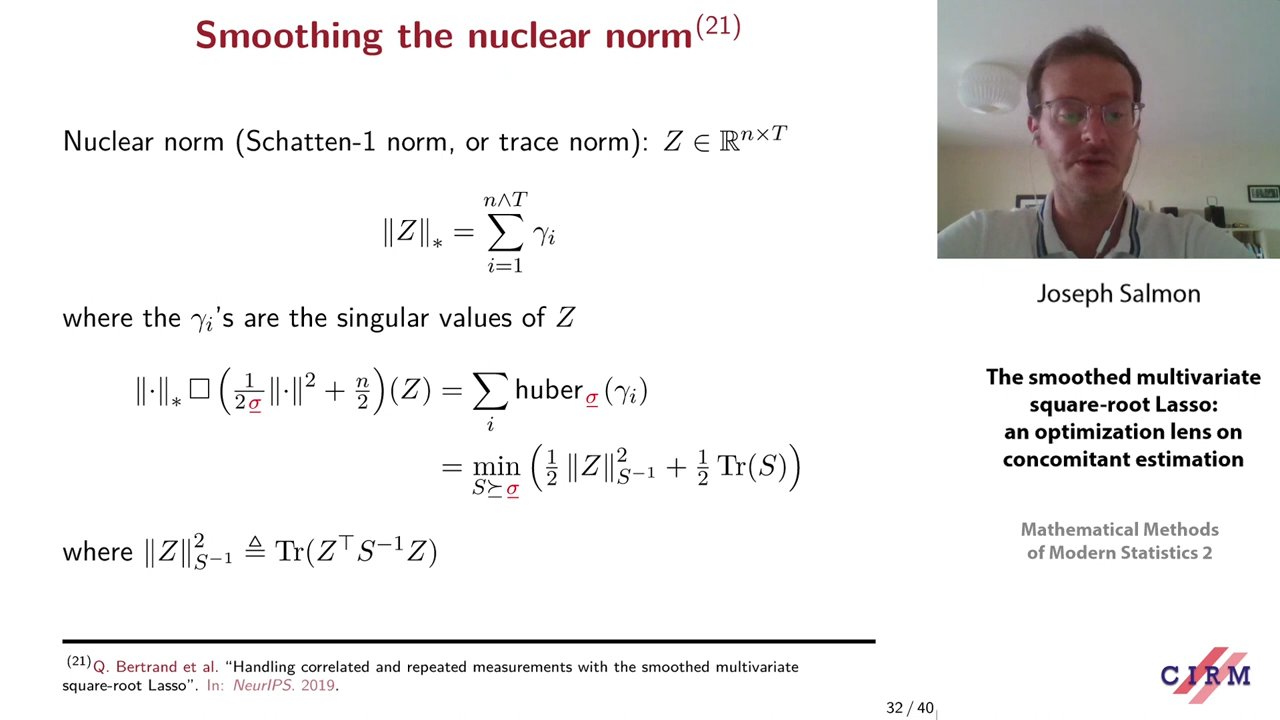 Smoothing the nuclear norm(21)
Nuclear norm (Schatten-1 norm, or trace norm): Z ∈ ℝ^{n×T}
‖Z‖_* = ∑_{i=1}^{n∧T} γ_i
where the γ_i's are the singular values of Z
‖·‖_* □ (1/(2σ̲) ‖·‖² + n/2)(Z) = ∑_i huber_σ̲(γ_i)
= min_{S⪰σ̲} (1/2 ‖Z‖²_{S⁻¹} + 1/2 Tr(S))
where ‖Z‖²_{S⁻¹} ≜ Tr(Z^⊤S⁻¹Z)
(21)Q. Bertrand et al. “Handling correlated and repeated measurements with the smoothed multivariate
square-root Lasso”. In: NeurIPS. 2019.
32 / 40
Joseph Salmon
The smoothed multivariate
square-root Lasso:
an optimization lens on
concomitant estimation
Mathematical Methods
of Modern Statistics 2
CIRM